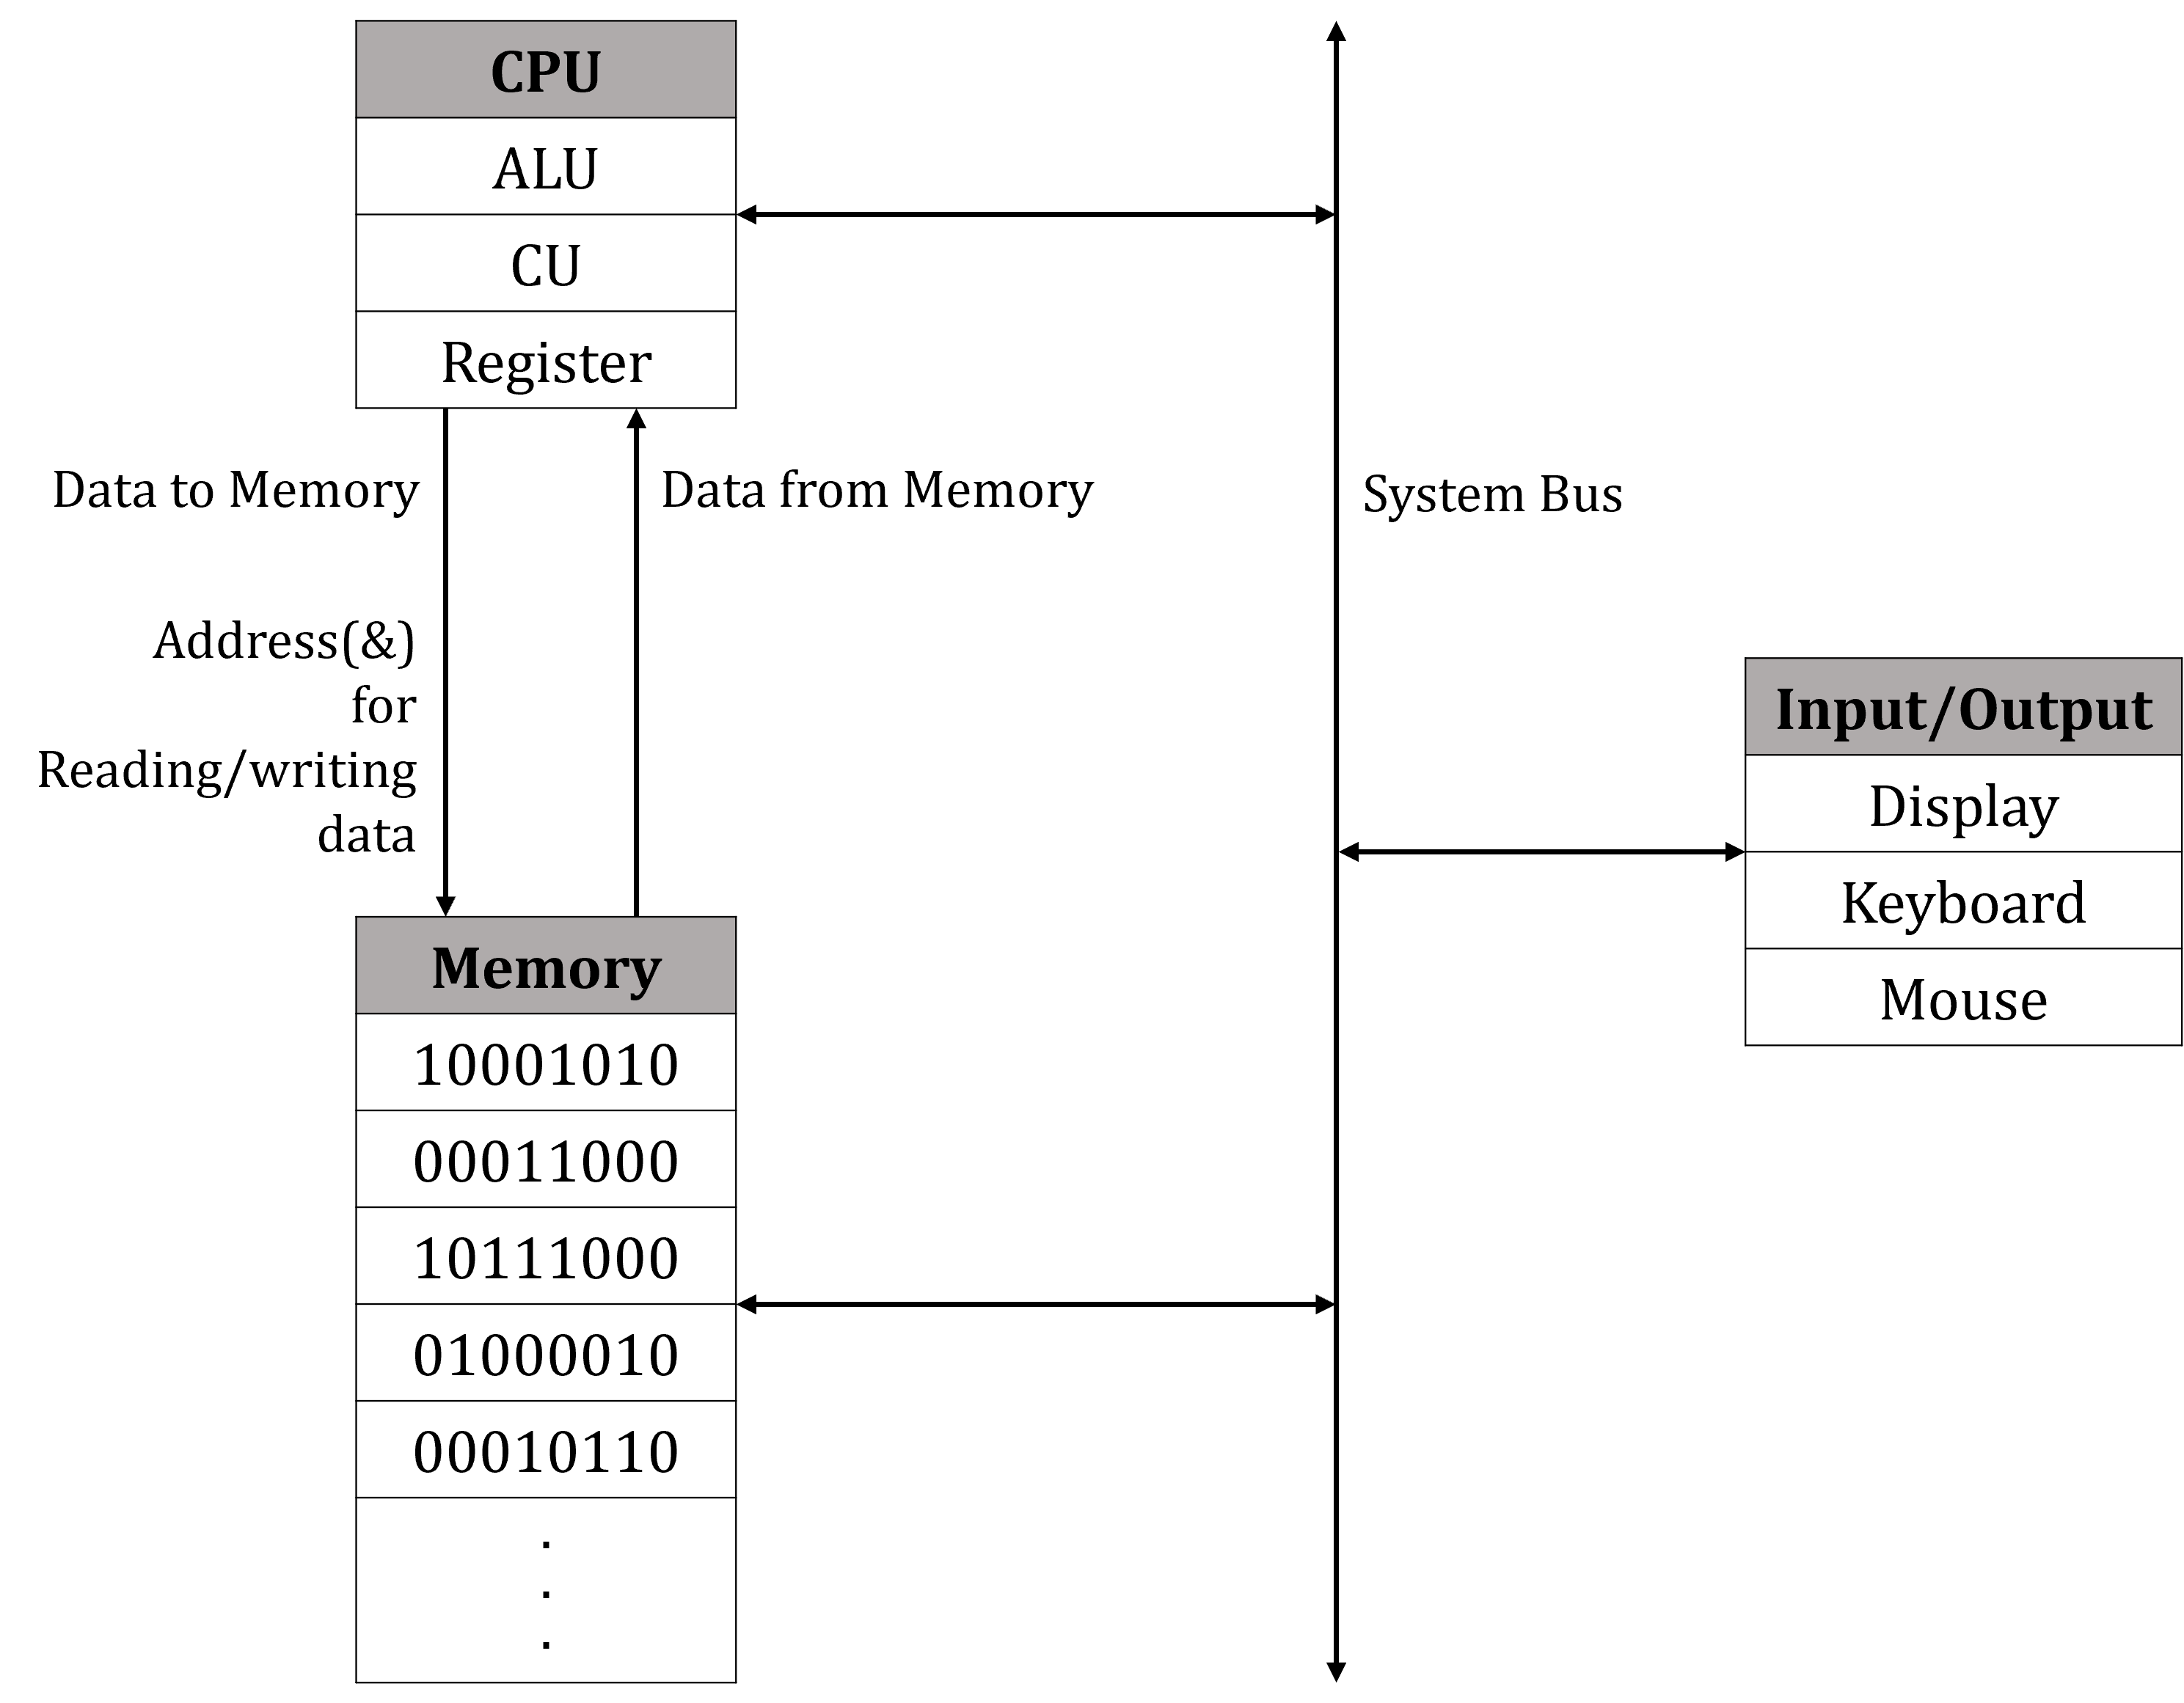 CPU
ALU
CU
Register
Data to Memory
Data from Memory
System Bus
Address(&)
for
Reading/writing
data
Input/Output
Display
Keyboard
Mouse
Memory
10001010
00011000
10111000
01000010
00010110
.
.
.